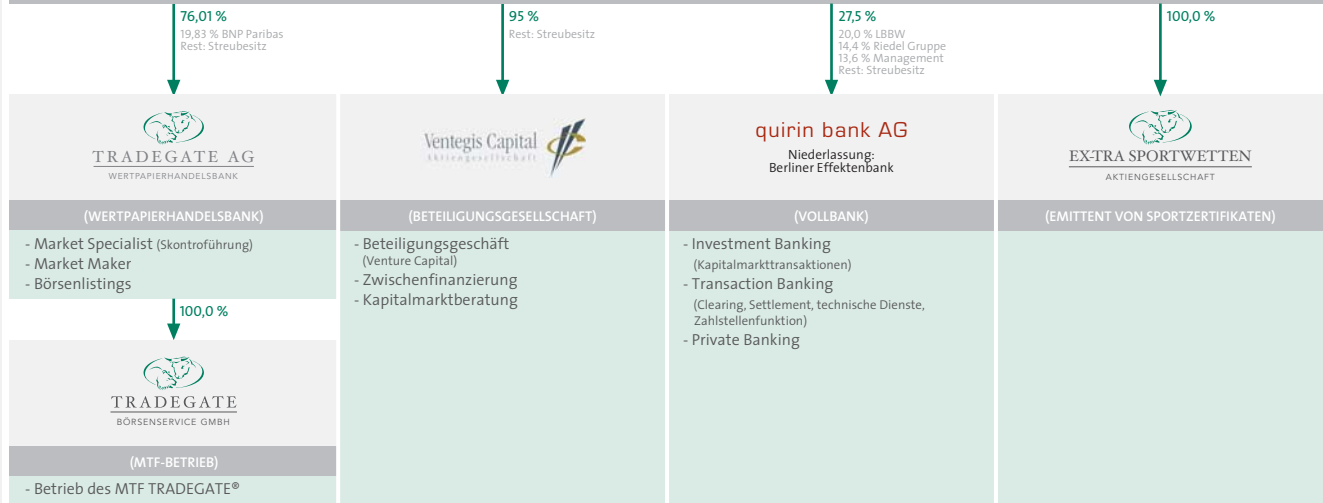 76,01 %
19,83 % BNP Paribas
Rest: Streubesitz
TRADEGATE AG
WERTPAPIERHANDELSBANK
(WERTPAPIERHANDELSBANK)
- Market Specialist (Skontroführung)
- Market Maker
- Börsenlistings
100,0 %
TRADEGATE
BÖRSENSERVICE GMBH
(MTF-BETRIEB)
- Betrieb des MTF TRADEGATE®
95 %
Rest: Streubesitz
Ventegis Capital
Aktiengesellschaft
(BETEILIGUNGSGESELLSCHAFT)
- Beteiligungsgeschäft
(Venture Capital)
- Zwischenfinanzierung
- Kapitalmarktberatung
27,5 %
20,0 % LBBW
14,4 % Riedel Gruppe
13,6 % Management
Rest: Streubesitz
quirin bank AG
Niederlassung:
Berliner Effektenbank
(VOLLBANK)
- Investment Banking
(Kapitalmarkttransaktionen)
- Transaction Banking
(Clearing, Settlement, technische Dienste,
Zahlstellenfunktion)
- Private Banking
100,0 %
EX-TRA SPORTWETTEN
AKTIENGESELLSCHAFT
(EMITTENT VON SPORTZERTIFIKATEN)